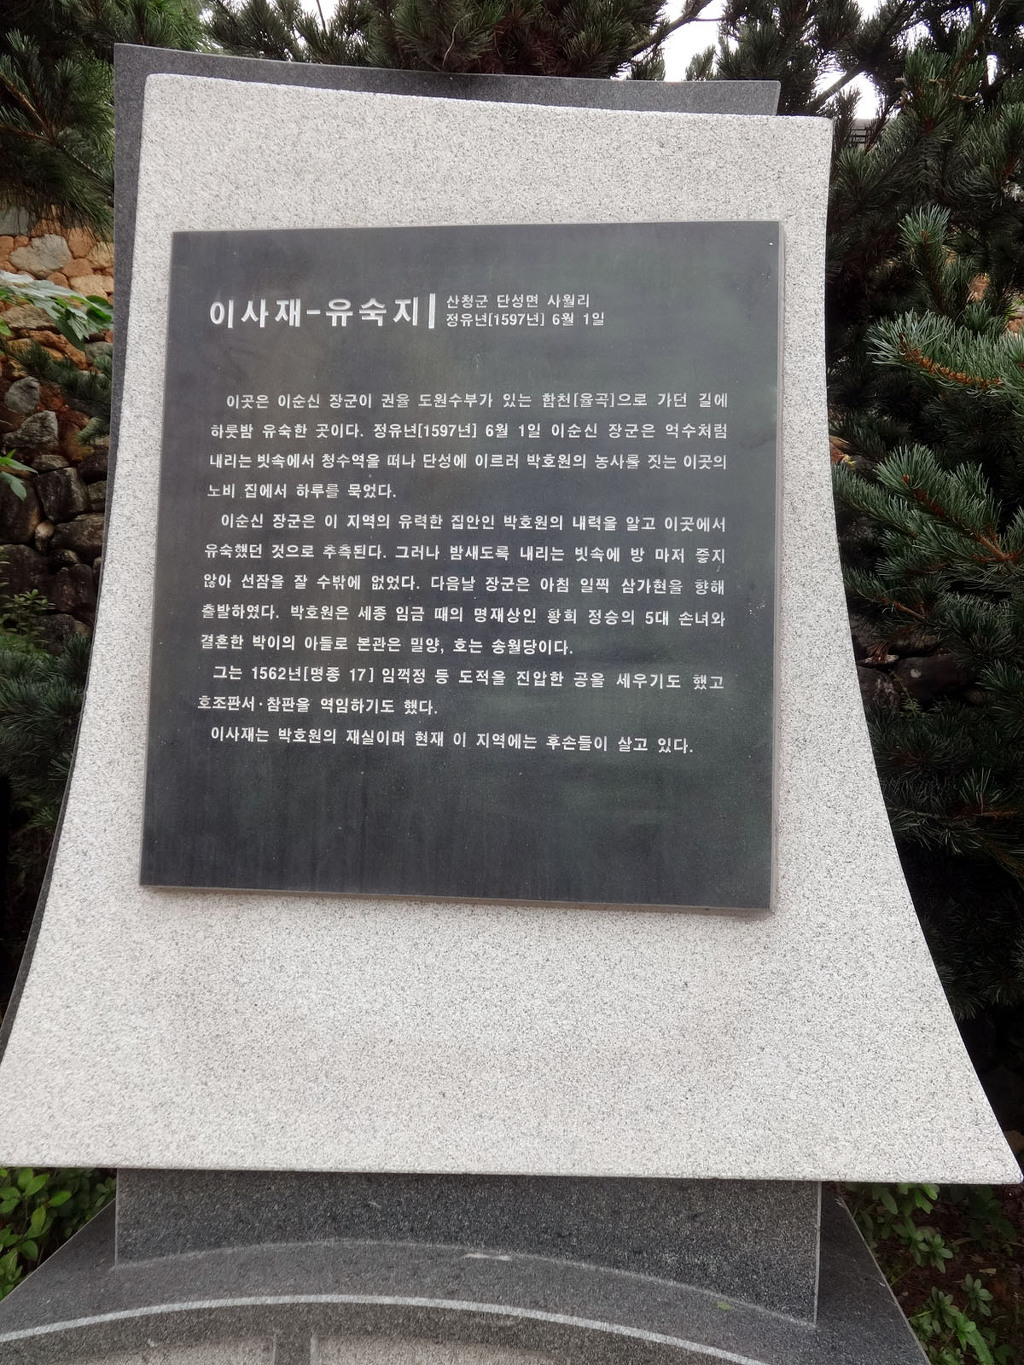 이사재-유숙지
산청군 단성면 사월리
정유년[1597년] 6월 1일
이곳은 이순신 장군이 권율 도원수부가 있는 합천[율곡]으로 가던 길에
하룻밤 유숙한 곳이다. 정유년[1597년] 6월 1일 이순신 장군은 억수처럼
내리는 빗속에서 청수역을 떠나 단성에 이르러 박호원의 농사를 짓는 이곳의
노비 집에서 하루를 묵었다.
이순신 장군은 이 지역의 유력한 집안인 박호원의 내력을 알고 이곳에서
유숙했던 것으로 추측된다. 그러나 밤새도록 내리는 빗속에 방 마저 좋지
않아 선잠을 잘 수밖에 없었다. 다음날 장군은 아침 일찍 삼가현을 향해
출발하였다. 박호원은 세종 임금 때의 명재상인 황희 정승의 5대 손녀와
결혼한 박이의 아들로 본관은 밀양, 호는 송월당이다.
그는 1562년[명종 17] 임꺽정 등 도적을 진압한 공을 세우기도 했고
호조판서·참판을 역임하기도 했다.
이사재는 박호원의 재실이며 현재 이 지역에는 후손들이 살고 있다.